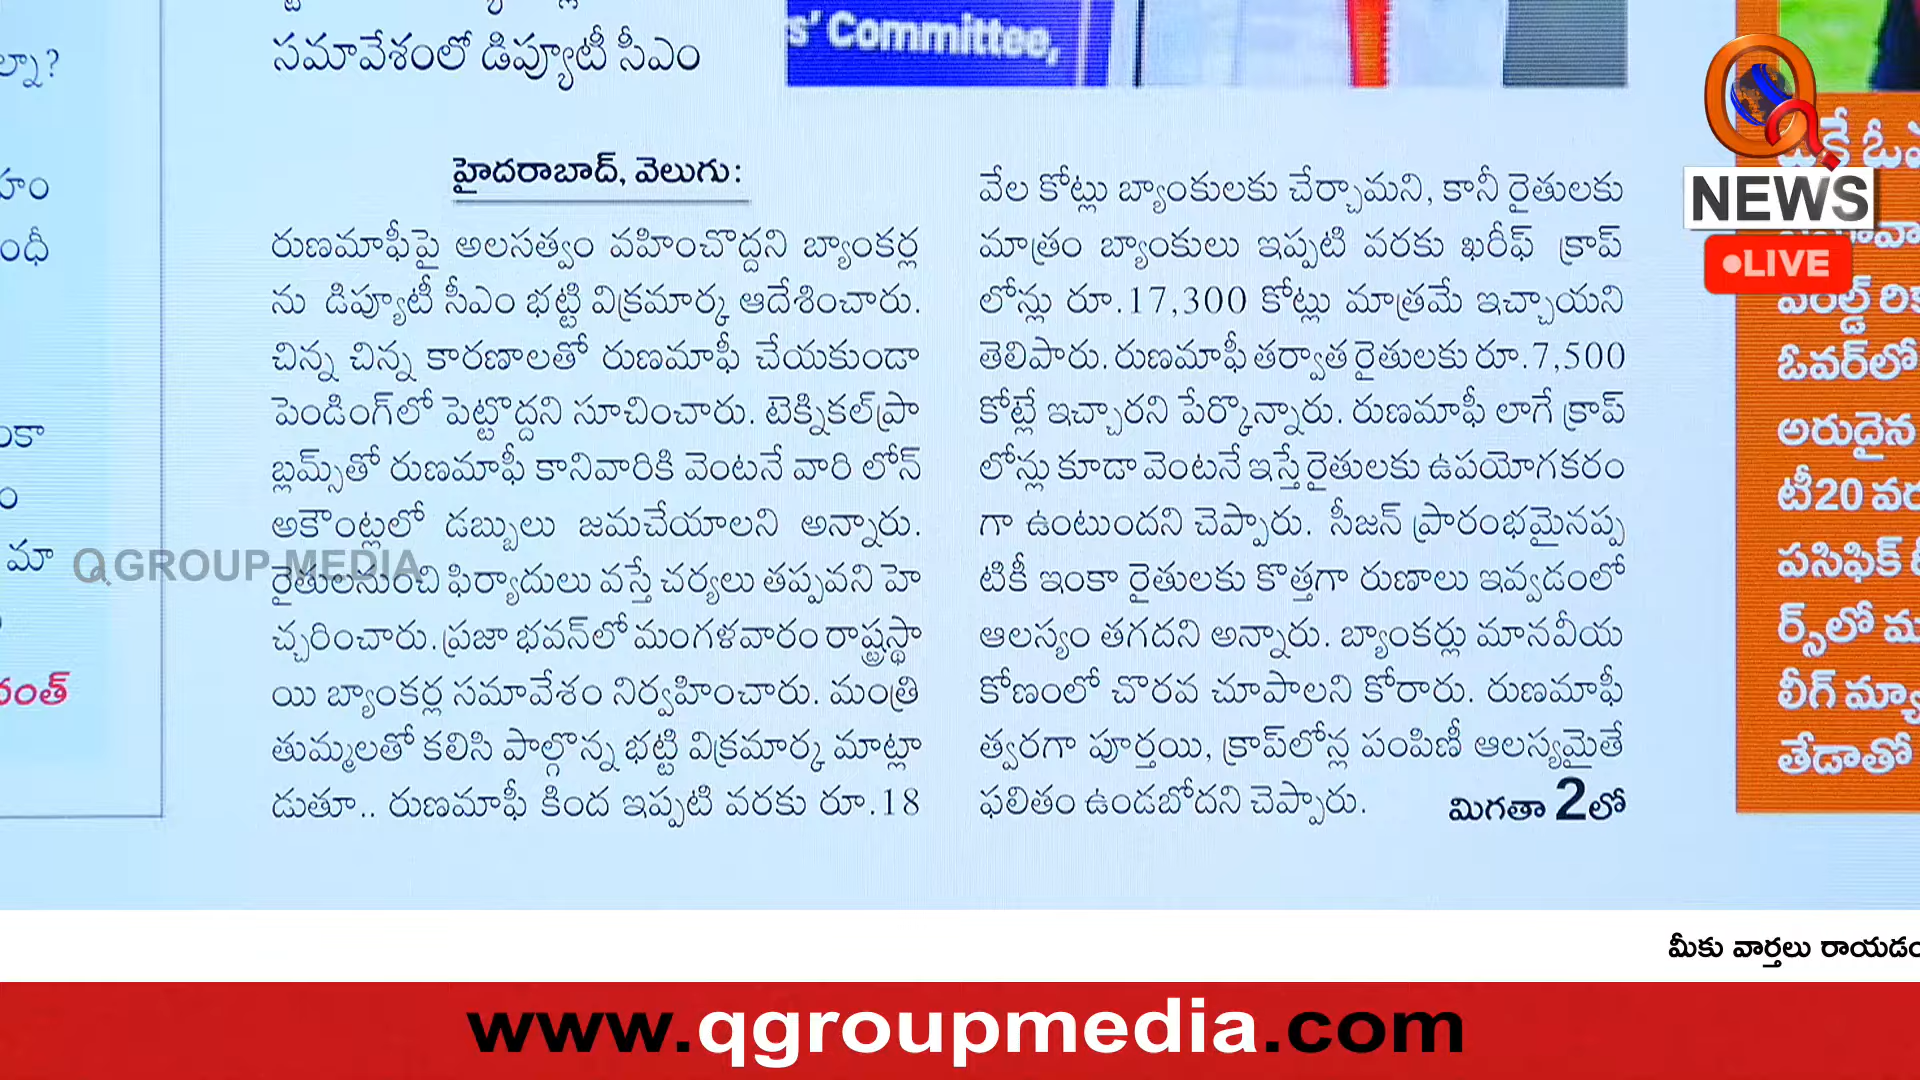 ల్నా?
హం
ంధీ
ంకా
మా
సమావేశంలో డిప్యూటీ సీఎం
s' Committee,
హైదరాబాద్, వెలుగు:
రుణమాఫీపై అలసత్వం వహించొద్దని బ్యాంకర్ల
ను డిప్యూటీ సీఎం భట్టి విక్రమార్క ఆదేశించారు.
చిన్న చిన్న కారణాలతో రుణమాఫీ చేయకుండా
పెండింగ్‌లో పెట్టొద్దని సూచించారు. టెక్నికల్‌ప్రా
బ్లమ్స్‌తో రుణమాఫీ కానివారికి వెంటనే వారి లోన్
అకౌంట్లలో డబ్బులు జమచేయాలని అన్నారు.
రైతులనుంచి ఫిర్యాదులు వస్తే చర్యలు తప్పవని హె
చ్చరించారు. ప్రజా భవన్‌లో మంగళవారం రాష్ట్రస్థా
యి బ్యాంకర్ల సమావేశం నిర్వహించారు. మంత్రి
తుమ్మలతో కలిసి పాల్గొన్న భట్టి విక్రమార్క మాట్లా
డుతూ.. రుణమాఫీ కింద ఇప్పటి వరకు రూ.18
వేల కోట్లు బ్యాంకులకు చేర్చామని, కానీ రైతులకు
మాత్రం బ్యాంకులు ఇప్పటి వరకు ఖరీఫ్ క్రాప్
లోన్లు రూ.17,300 కోట్లు మాత్రమే ఇచ్చాయని
తెలిపారు. రుణమాఫీ తర్వాత రైతులకు రూ.7,500
కోట్లే ఇచ్చారని పేర్కొన్నారు. రుణమాఫీ లాగే క్రాప్
లోన్లు కూడా వెంటనే ఇస్తే రైతులకు ఉపయోగకరం
గా ఉంటుందని చెప్పారు. సీజన్ ప్రారంభమైనప్ప
టికీ ఇంకా రైతులకు కొత్తగా రుణాలు ఇవ్వడంలో
ఆలస్యం తగదని అన్నారు. బ్యాంకర్లు మానవీయ
కోణంలో చొరవ చూపాలని కోరారు. రుణమాఫీ
త్వరగా పూర్తయి, క్రాప్‌లోన్ల పంపిణీ ఆలస్యమైతే
ఫలితం ఉండబోదని చెప్పారు. మిగతా 2లో
NEWS
LIVE
వరల్డ్ రిక
ఓవర్‌లో
అరుదైన
టీ20 వర
పసిఫిక్
ర్స్‌లో మ
లీగ్ మ్యా
తేడాతో
Q GROUP MEDIA
మీకు వార్తలు రాయడం
www.qgroupmedia.com